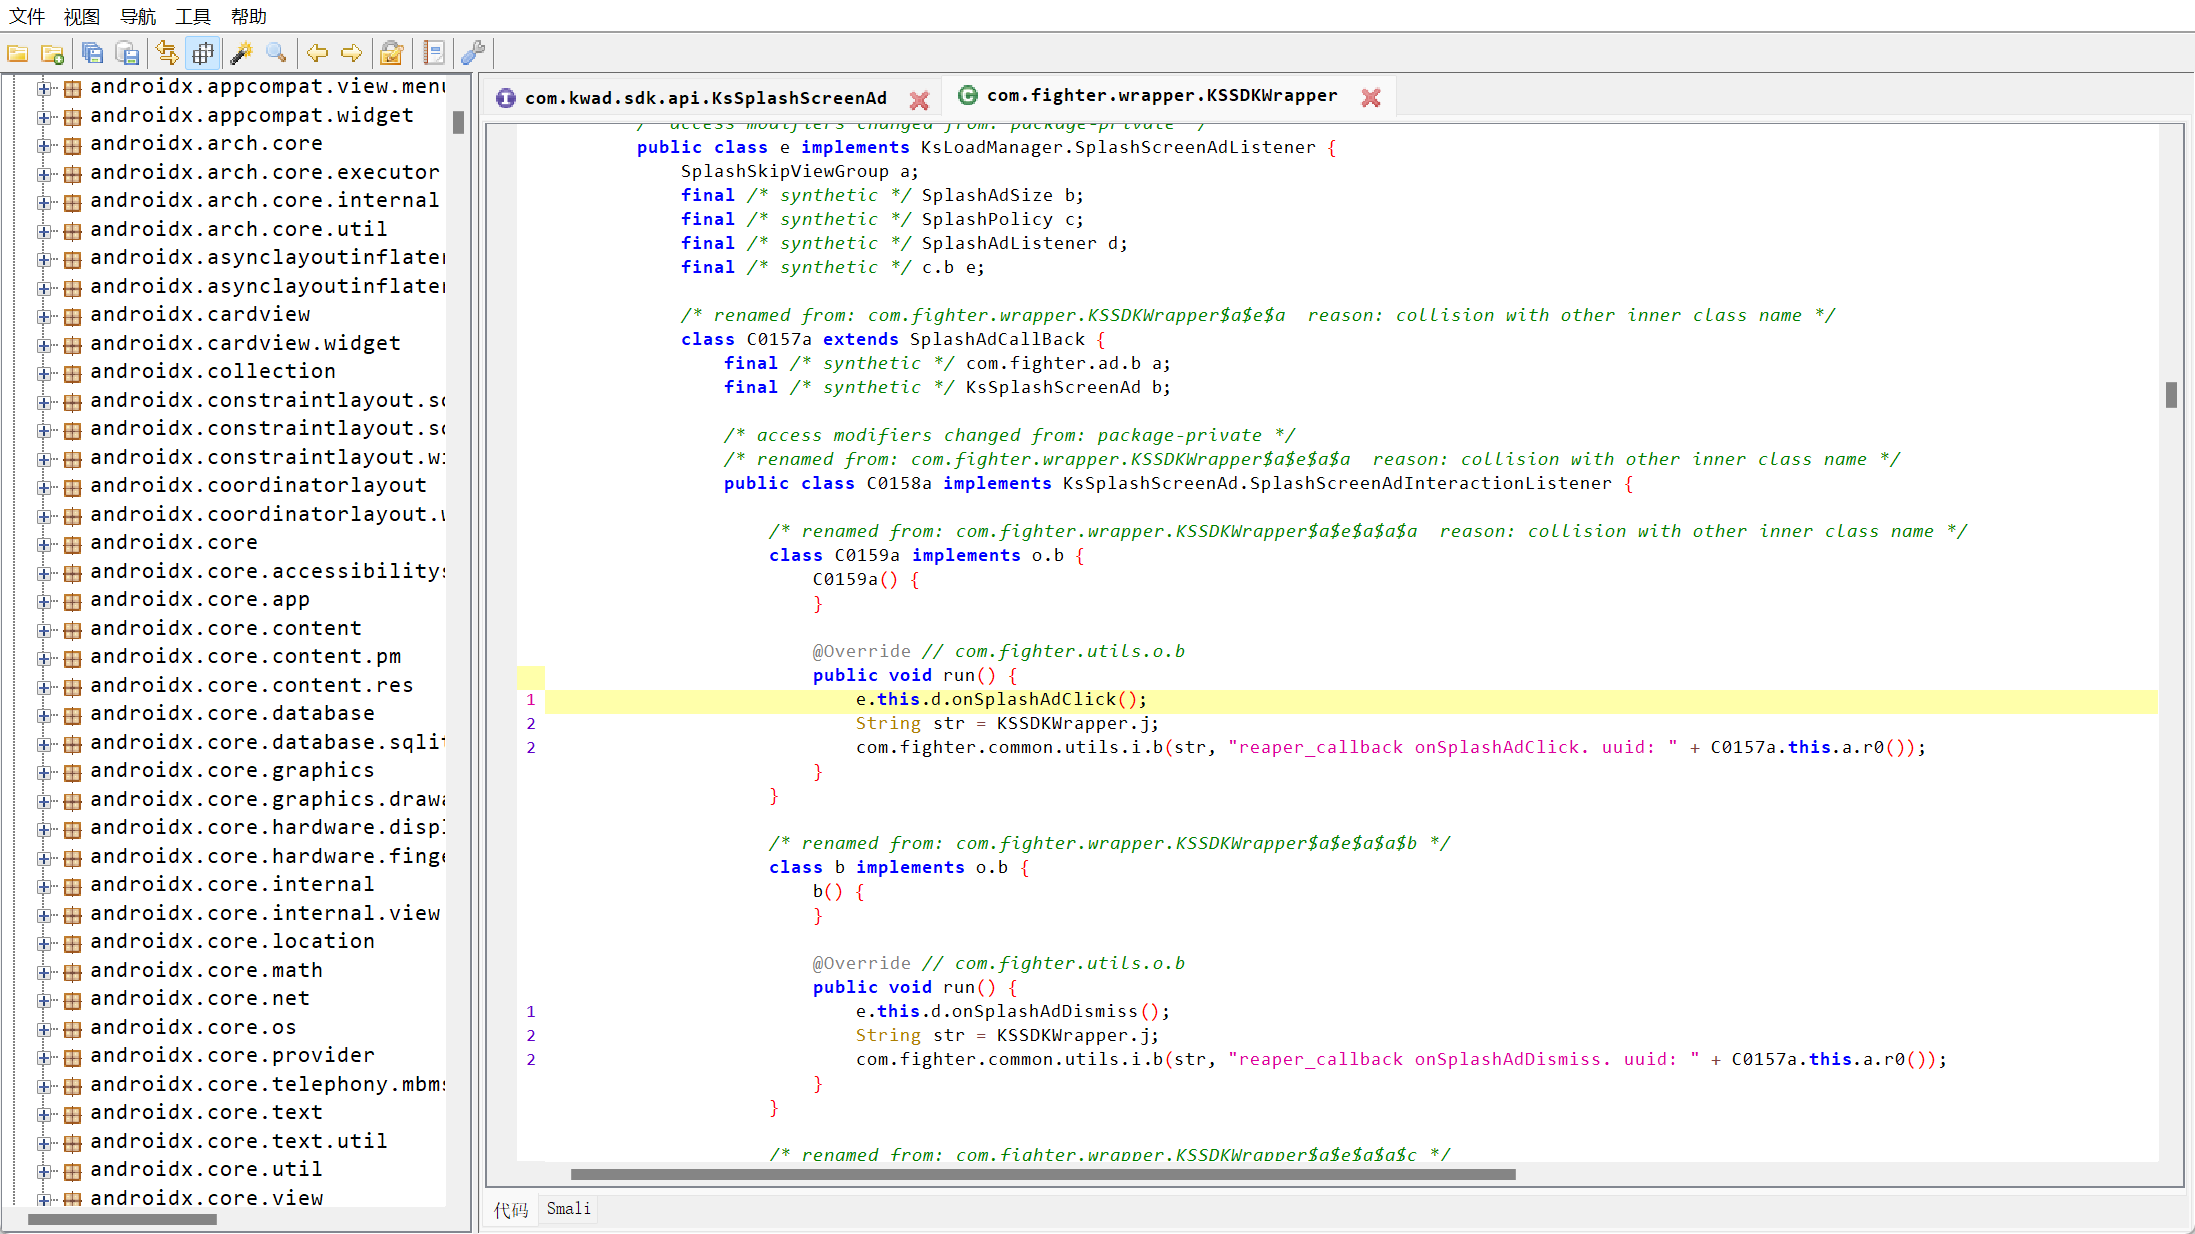 文件 视图 导航 工具 帮助
androidx.appcompat.view.menu
androidx.appcompat.widget
androidx.arch.core
androidx.arch.core.executor
androidx.arch.core.internal
androidx.arch.core.util
androidx.asynclayoutinflater
androidx.asynclayoutinflater
androidx.cardview
androidx.cardview.widget
androidx.collection
androidx.constraintlayout.so
androidx.constraintlayout.so
androidx.constraintlayout.wi
androidx.coordinatorlayout
androidx.coordinatorlayout.w
androidx.core
androidx.core.accessibilitys
androidx.core.app
androidx.core.content
androidx.core.content.pm
androidx.core.content.res
androidx.core.database
androidx.core.database.sqlit
androidx.core.graphics
androidx.core.graphics.drawa
androidx.core.hardware.displ
androidx.core.hardware.finge
androidx.core.internal
androidx.core.internal.view
androidx.core.location
androidx.core.math
androidx.core.net
androidx.core.os
androidx.core.provider
androidx.core.telephony.mbms
androidx.core.text
androidx.core.text.util
androidx.core.util
androidx.core.view
com.kwad.sdk.api.KsSplashScreenAd com.fighter.wrapper.KSSDKWrapper
/* access modifiers changed from: package-private */
public class e implements KsLoadManager.SplashScreenAdListener {
SplashSkipViewGroup a;
final /* synthetic */ SplashAdSize b;
final /* synthetic */ SplashPolicy c;
final /* synthetic */ SplashAdListener d;
final /* synthetic */ c.b e;
/* renamed from: com.fighter.wrapper.KSSDKWrapper$a$e$a  reason: collision with other inner class name */
class C0157a extends SplashAdCallBack {
final /* synthetic */ com.fighter.ad.b a;
final /* synthetic */ KsSplashScreenAd b;
/* access modifiers changed from: package-private */
/* renamed from: com.fighter.wrapper.KSSDKWrapper$a$e$a$a  reason: collision with other inner class name */
public class C0158a implements KsSplashScreenAd.SplashScreenAdInteractionListener {
/* renamed from: com.fighter.wrapper.KSSDKWrapper$a$e$a$a$a  reason: collision with other inner class name */
class C0159a implements o.b {
C0159a() {
}
@Override // com.fighter.utils.o.b
public void run() {
1 e.this.d.onSplashAdClick();
2 String str = KSSDKWrapper.j;
2 com.fighter.common.utils.i.b(str, "reaper_callback onSplashAdClick. uuid: " + C0157a.this.a.r0());
}
}
/* renamed from: com.fighter.wrapper.KSSDKWrapper$a$e$a$a$b */
class b implements o.b {
b() {
}
@Override // com.fighter.utils.o.b
public void run() {
1 e.this.d.onSplashAdDismiss();
2 String str = KSSDKWrapper.j;
2 com.fighter.common.utils.i.b(str, "reaper_callback onSplashAdDismiss. uuid: " + C0157a.this.a.r0());
}
}
/* renamed from: com.fighter.wrapper.KSSDKWrapper$a$e$a$a$c */
代码 Smali